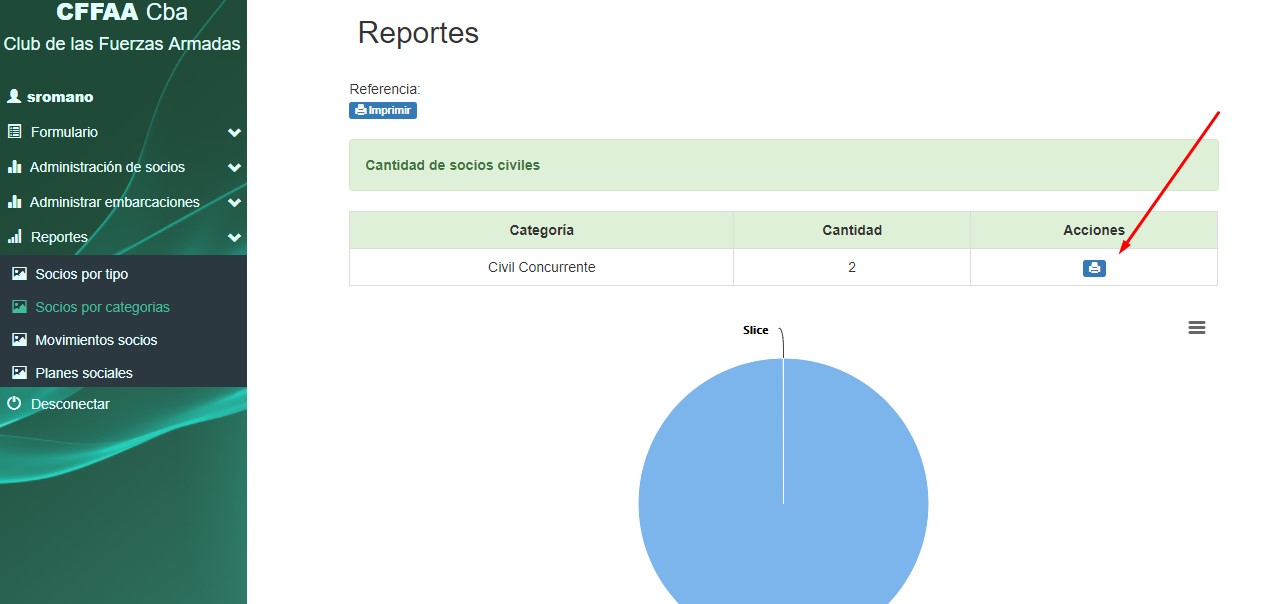 CFFAA Cba
Club de las Fuerzas Armadas
sromano
Formulario
Administración de socios
Administrar embarcaciones
Reportes
Socios por tipo
Socios por categorias
Movimientos socios
Planes sociales
Desconectar
Reportes
Referencia:
Imprimir
Cantidad de socios civiles
Categoría Cantidad Acciones
Civil Concurrente 2
Slice